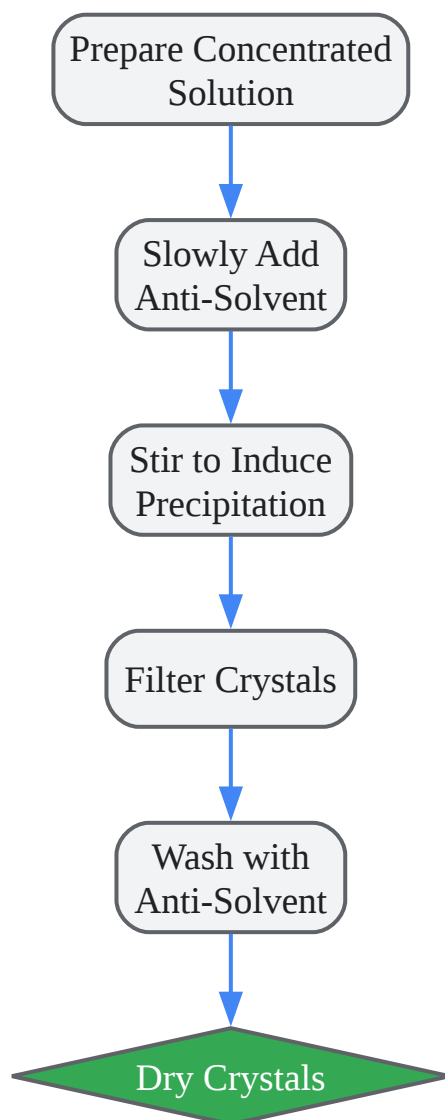 Prepare Concentrated
Solution
Slowly Add
Anti-Solvent
Stir to Induce
Precipitation
Filter Crystals
Wash with
Anti-Solvent
Dry Crystals